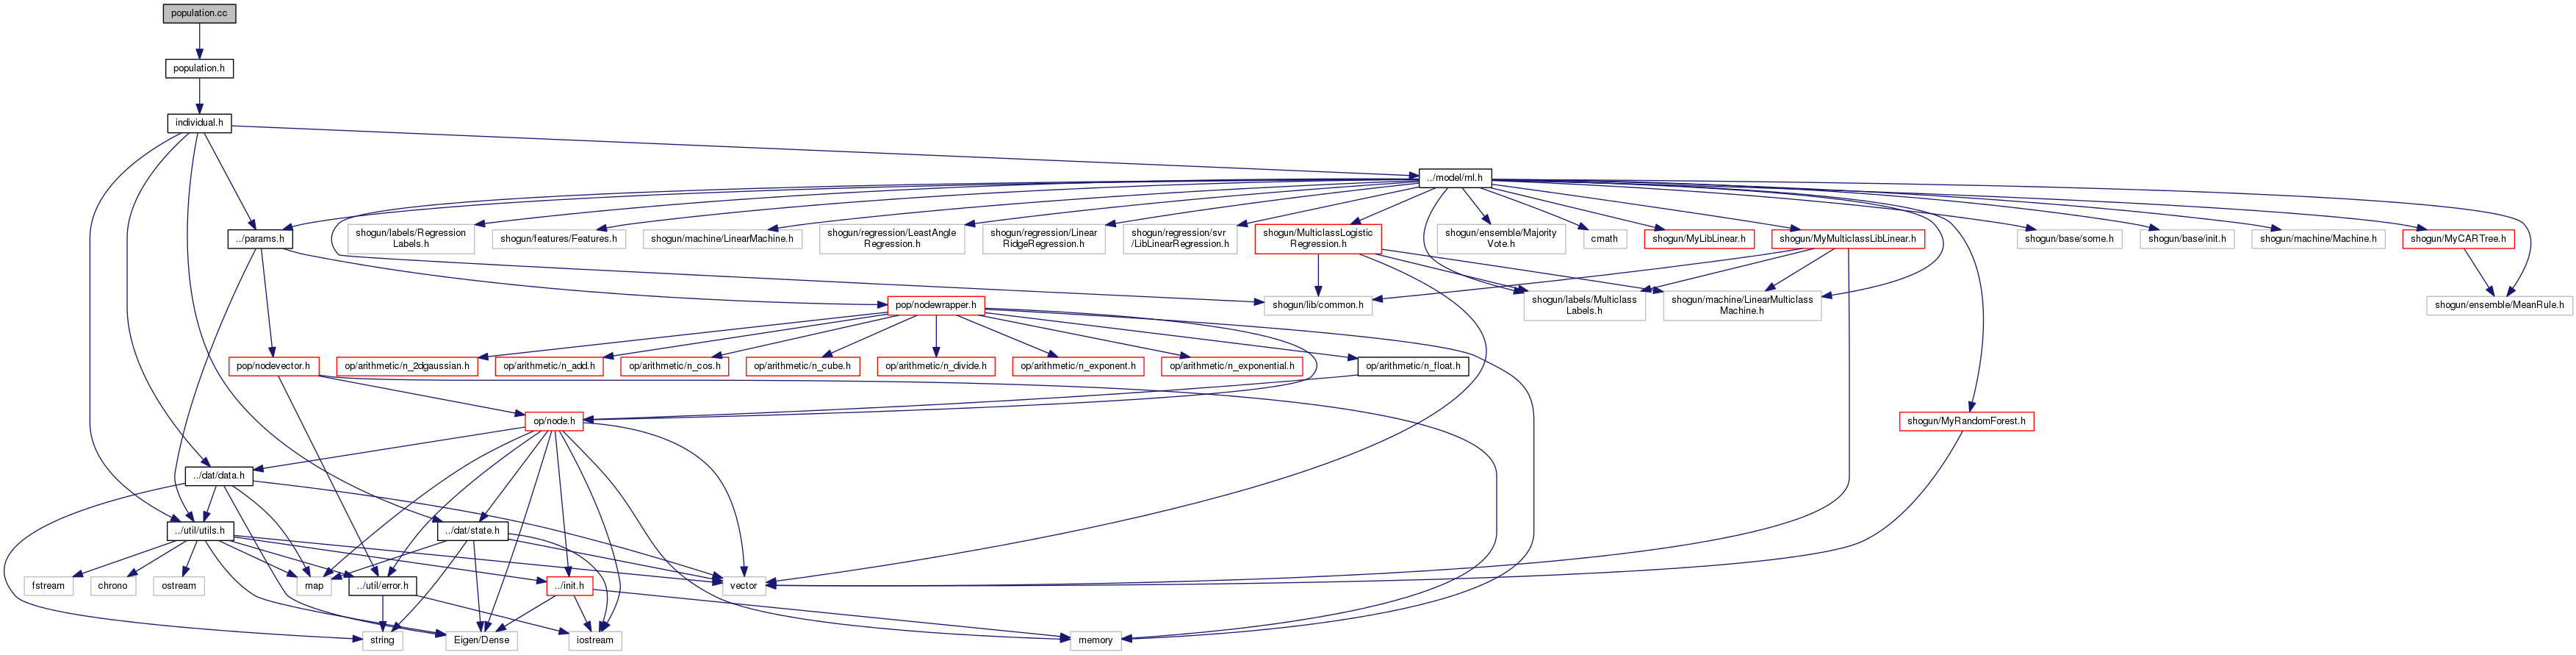 population.cc
population.h
individual.h
../model/ml.h
../params.h
shogun/labels/Regression
Labels.h
shogun/features/Features.h
shogun/machine/LinearMachine.h
shogun/regression/LeastAngle
Regression.h
shogun/regression/Linear
RidgeRegression.h
shogun/regression/svr
/LibLinearRegression.h
shogun/MulticlassLogistic
Regression.h
shogun/ensemble/Majority
Vote.h
cmath
shogun/MyLibLinear.h
shogun/MyMulticlassLibLinear.h
shogun/base/some.h
shogun/base/init.h
shogun/machine/Machine.h
shogun/MyCARTree.h
pop/nodewrapper.h
shogun/lib/common.h
shogun/labels/Multiclass
Labels.h
shogun/machine/LinearMulticlass
Machine.h
shogun/ensemble/MeanRule.h
pop/nodevector.h
op/arithmetic/n_2dgaussian.h
op/arithmetic/n_add.h
op/arithmetic/n_cos.h
op/arithmetic/n_cube.h
op/arithmetic/n_divide.h
op/arithmetic/n_exponent.h
op/arithmetic/n_exponential.h
op/arithmetic/n_float.h
op/node.h
shogun/MyRandomForest.h
../dat/data.h
../util/utils.h
../dat/state.h
fstream
chrono
ostream
map
../util/error.h
../init.h
vector
string
Eigen/Dense
iostream
memory